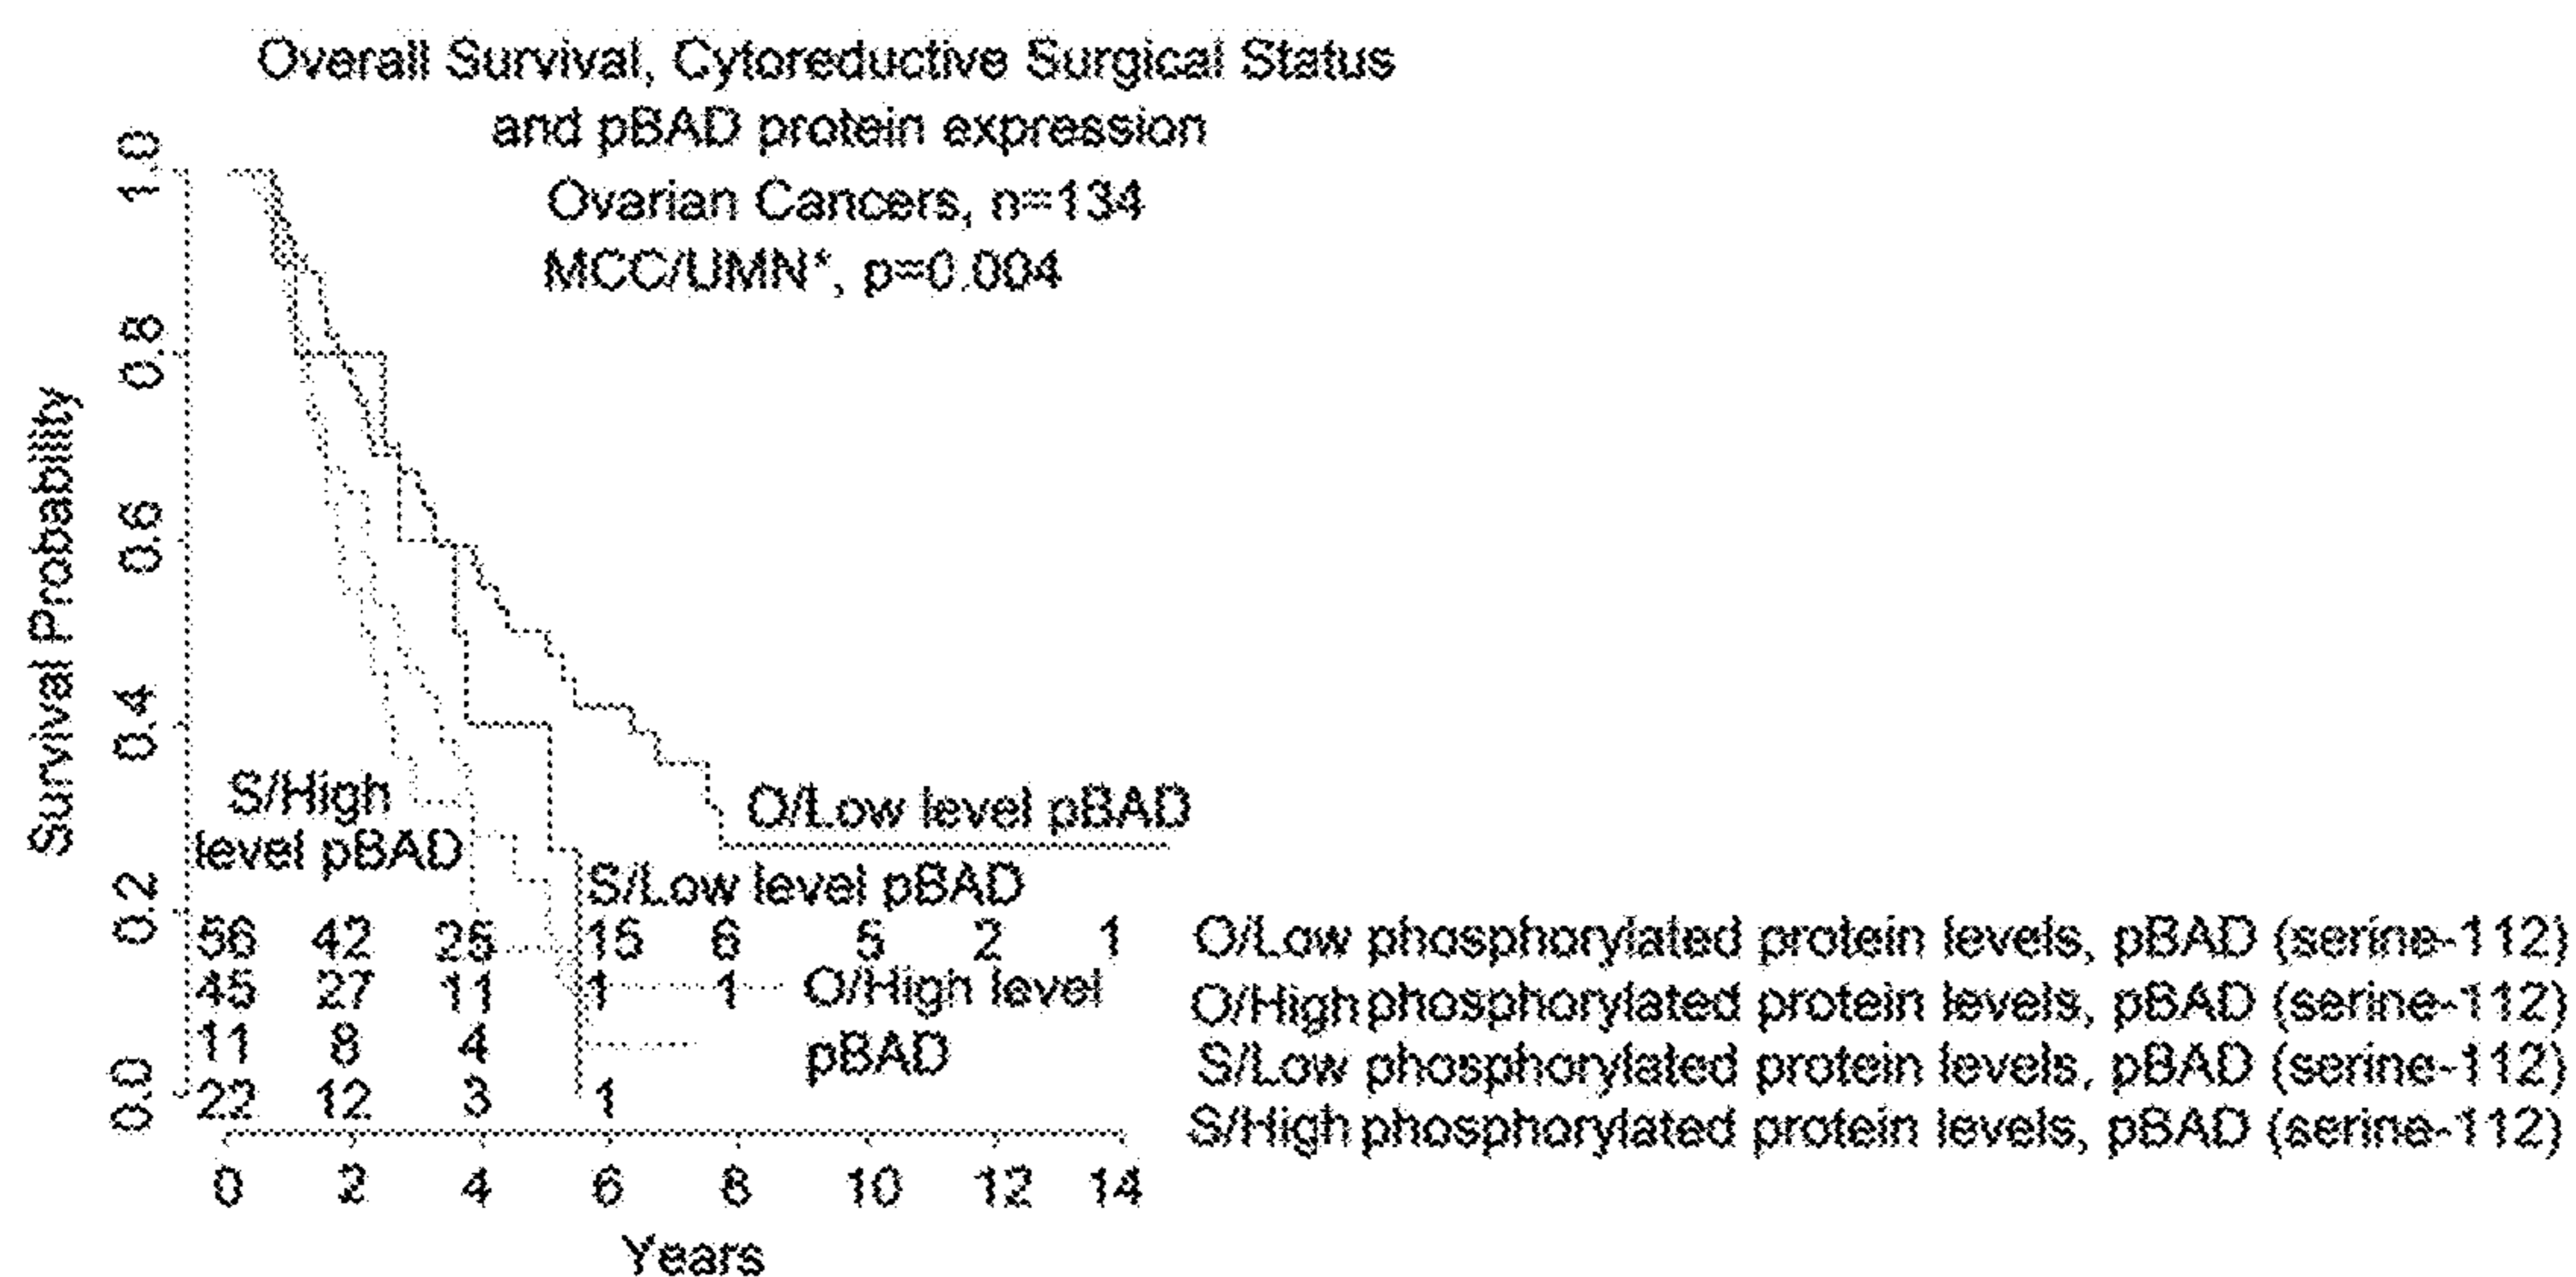 Overall Survival, Cytoreductive Surgical Status
and pBAD protein expression
Ovarian Cancers, n=134
MCC/UMN*, p=0.004
Survival Probability
1.0
0.8
0.6
0.4
0.2
0.0
S/High
level pBAD
O/Low level pBAD
S/Low level pBAD
O/High level
pBAD
56 42 25 15 6 5 2 1 O/Low phosphorylated protein levels, pBAD (serine-112)
45 27 11 1 1 O/High phosphorylated protein levels, pBAD (serine-112)
11 8 4 S/Low phosphorylated protein levels, pBAD (serine-112)
22 12 3 1 S/High phosphorylated protein levels, pBAD (serine-112)
0 2 4 6 8 10 12 14
Years